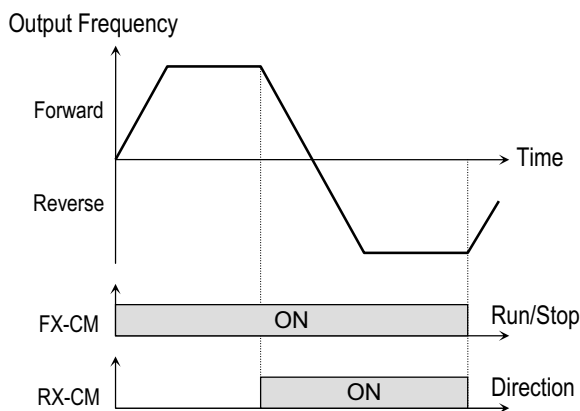 Output Frequency
Forward
Time
Reverse
FX-CM
ON
Run/Stop
RX-CM
ON
Direction